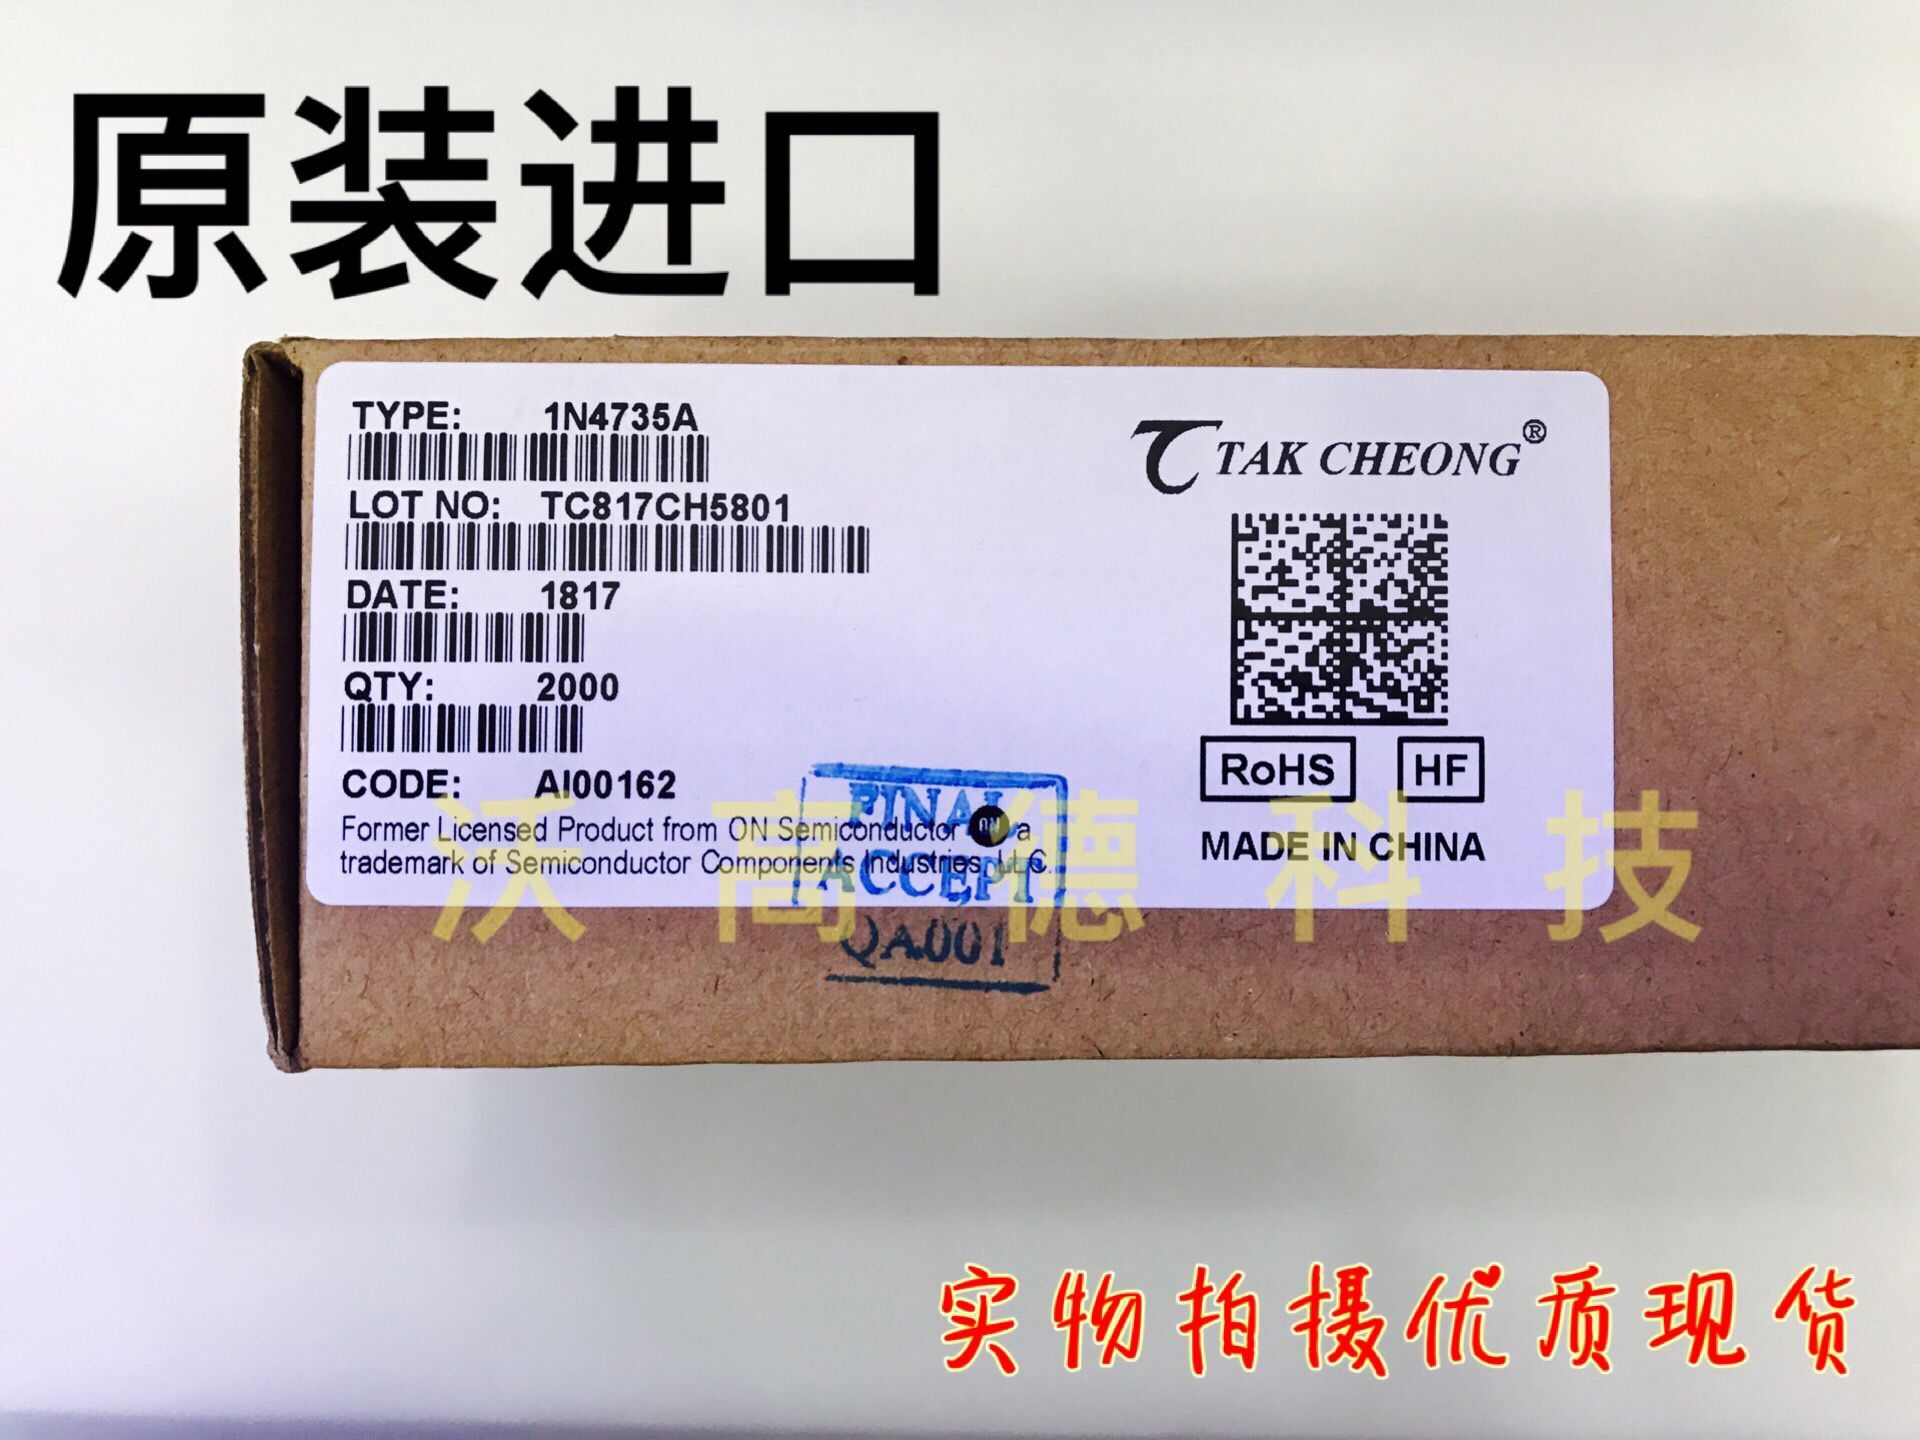 原装进口
TYPE: 1N4735A
LOT NO: TC817CH5801
DATE: 1817
QTY: 2000
CODE: AI00162
Former Licensed Product from ON Semiconductor ON a
trademark of Semiconductor Components Industries, LLC.
TAK CHEONG®
RoHS HF
MADE IN CHINA
FINAL
ACCEPT
QA001
沃高德科技
实物拍摄优质现货